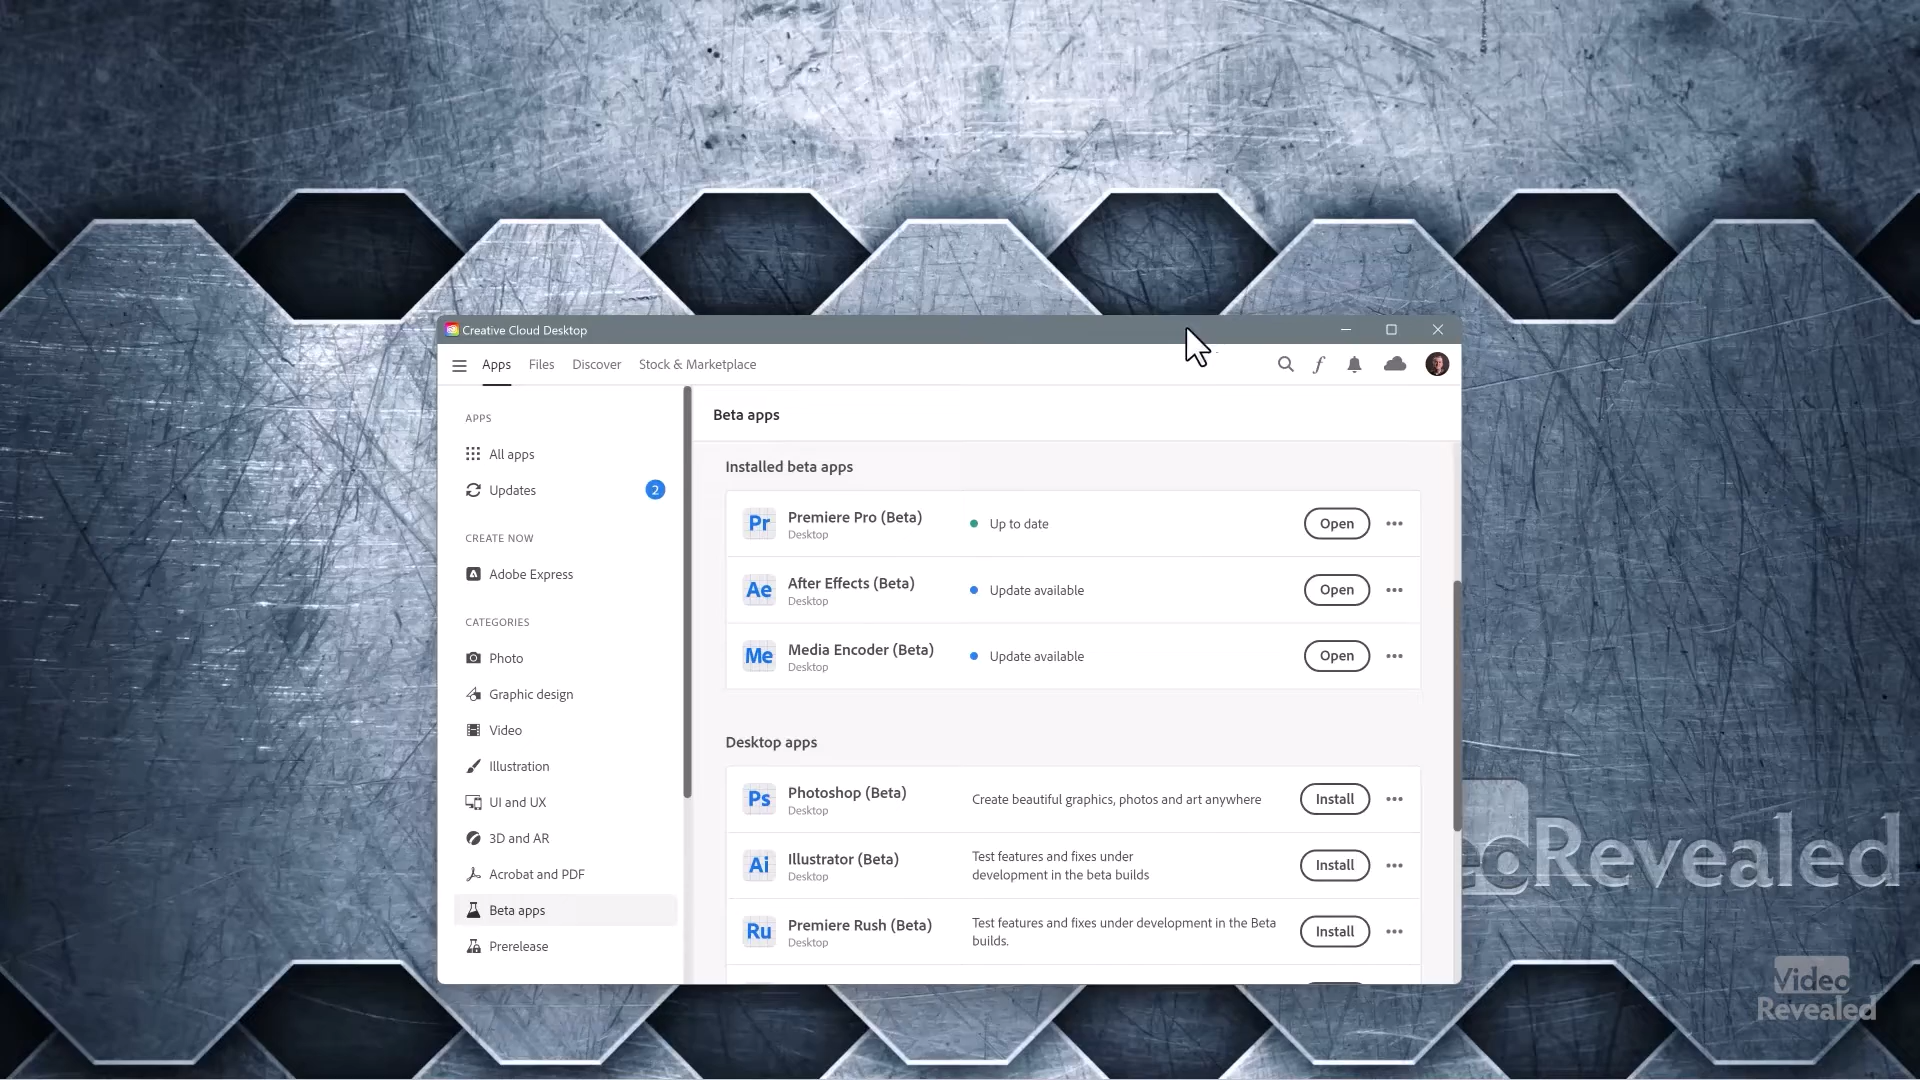 Creative Cloud Desktop
Apps Files Discover Stock & Marketplace
APPS
All apps
Updates 2
CREATE NOW
Adobe Express
CATEGORIES
Photo
Graphic design
Video
Illustration
UI and UX
3D and AR
Acrobat and PDF
Beta apps
Prerelease
Beta apps
Installed beta apps
Pr Premiere Pro (Beta) Up to date Open
Desktop
Ae After Effects (Beta) Update available Open
Desktop
Me Media Encoder (Beta) Update available Open
Desktop
Desktop apps
Ps Photoshop (Beta) Create beautiful graphics, photos and art anywhere Install
Desktop
Ai Illustrator (Beta) Test features and fixes under
development in the beta builds Install
Desktop
Ru Premiere Rush (Beta) Test features and fixes under development in the Beta
builds. Install
Desktop
Revealed
Video
Revealed